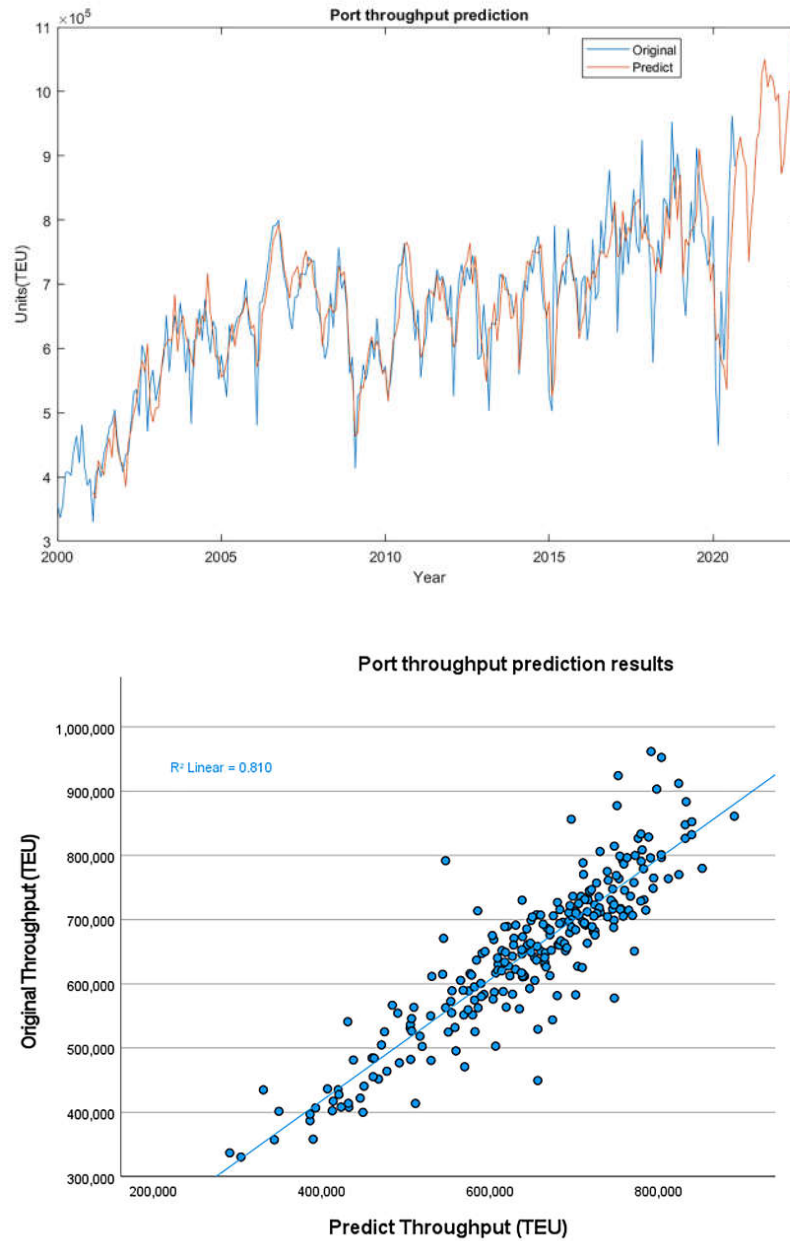 Port throughput prediction
×10⁵
11
10
9
8
7
6
5
4
3
Units(TEU)
Original
Predict
2000 2005 2010 2015 2020
Year
Port throughput prediction results
R² Linear = 0.810
1,000,000
900,000
800,000
700,000
600,000
500,000
400,000
300,000
Original Throughput (TEU)
200,000 400,000 600,000 800,000
Predict Throughput (TEU)